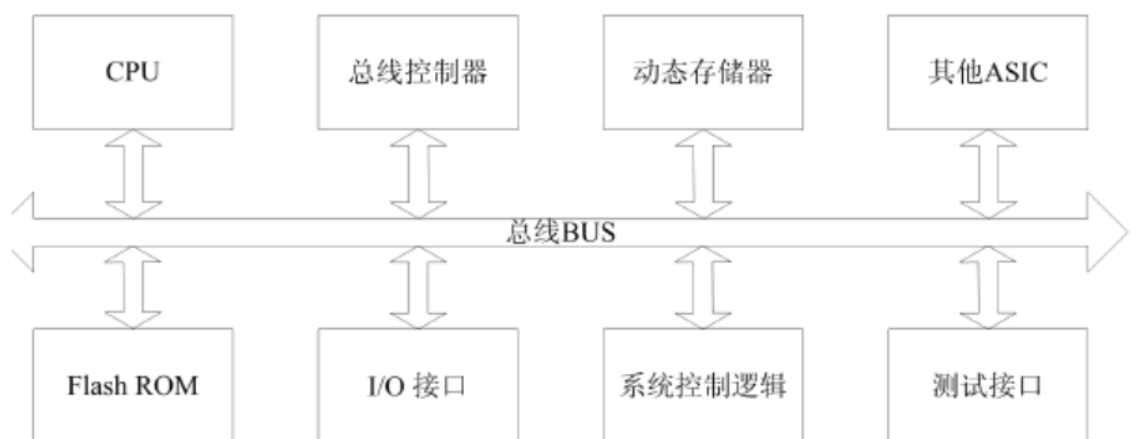 CPU
总线控制器
动态存储器
其他ASIC
总线BUS
Flash ROM
I/O 接口
系统控制逻辑
测试接口